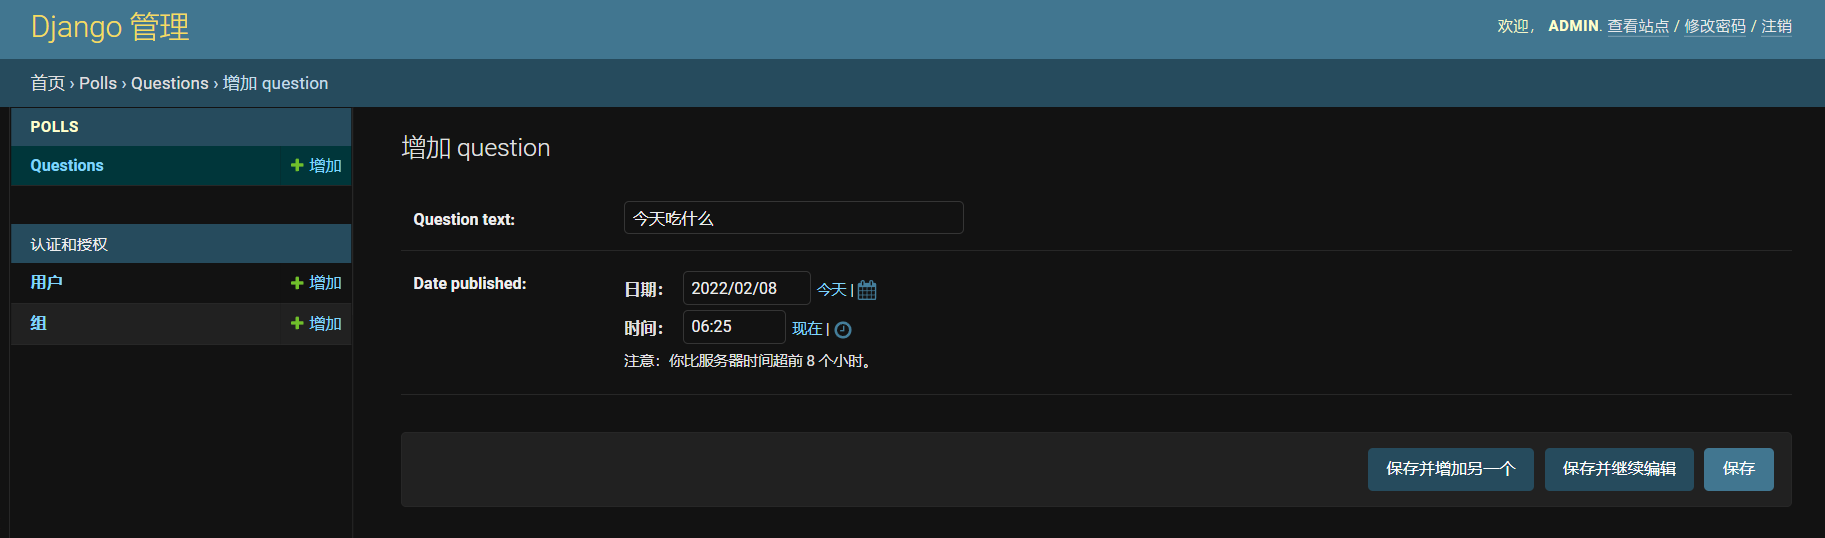 Django 管理
欢迎， ADMIN. 查看站点 / 修改密码 / 注销
首页 › Polls › Questions › 增加 question
POLLS
Questions 增加
认证和授权
用户 增加
组 增加
增加 question
Question text: 今天吃什么
Date published: 日期： 2022/02/08 今天 |
时间： 06:25 现在 |
注意：你比服务器时间超前 8 个小时。
保存并增加另一个 保存并继续编辑 保存